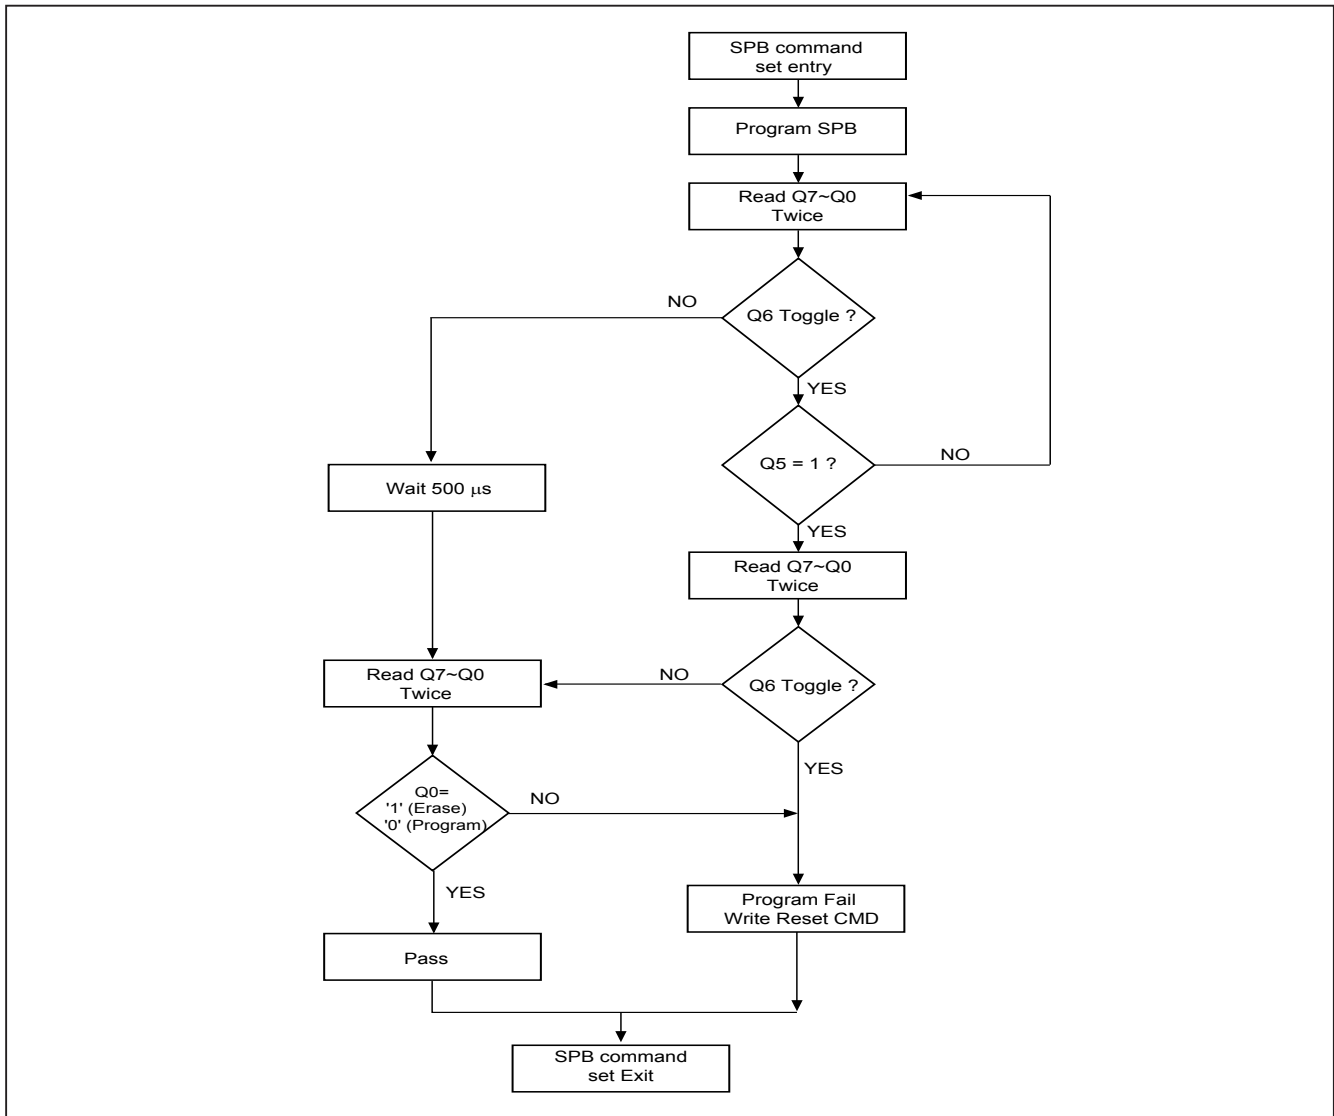 SPB command
set entry
Program SPB
Read Q7~Q0
Twice
NO
Q6 Toggle ?
YES
Q5 = 1 ?
NO
Wait 500 μs
YES
Read Q7~Q0
Twice
Read Q7~Q0
Twice
NO
Q6 Toggle ?
YES
Q0=
'1' (Erase)
'0' (Program)
NO
YES
Program Fail
Write Reset CMD
Pass
SPB command
set Exit